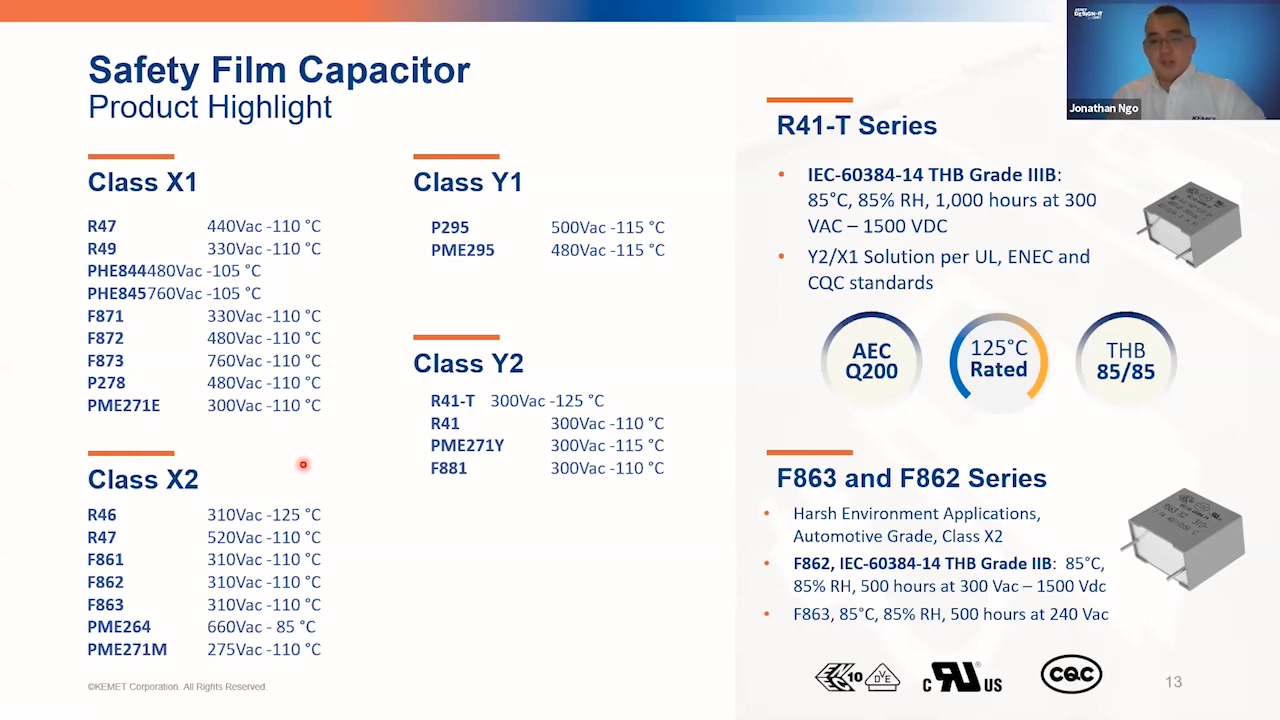 Safety Film Capacitor
Product Highlight
Class X1
R47 440Vac -110 °C
R49 330Vac -110 °C
PHE844480Vac -105 °C
PHE845760Vac -105 °C
F871 330Vac -110 °C
F872 480Vac -110 °C
F873 760Vac -110 °C
P278 480Vac -110 °C
PME271E 300Vac -110 °C
Class X2
R46 310Vac -125 °C
R47 520Vac -110 °C
F861 310Vac -110 °C
F862 310Vac -110 °C
F863 310Vac -110 °C
PME264 660Vac - 85 °C
PME271M 275Vac -110 °C
Class Y1
P295 500Vac -115 °C
PME295 480Vac -115 °C
Class Y2
R41-T 300Vac -125 °C
R41 300Vac -110 °C
PME271Y 300Vac -115 °C
F881 300Vac -110 °C
R41-T Series
• IEC-60384-14 THB Grade IIIB:
85°C, 85% RH, 1,000 hours at 300
VAC – 1500 VDC
• Y2/X1 Solution per UL, ENEC and
CQC standards
AEC
Q200
125°C
Rated
THB
85/85
F863 and F862 Series
• Harsh Environment Applications,
Automotive Grade, Class X2
• F862, IEC-60384-14 THB Grade IIB: 85°C,
85% RH, 500 hours at 300 Vac – 1500 Vdc
• F863, 85°C, 85% RH, 500 hours at 240 Vac
10
DVE
C US
CQC
©KEMET Corporation. All Rights Reserved.
13
KEMET
DESIGN-IT
Jonathan Ngo
KEMET